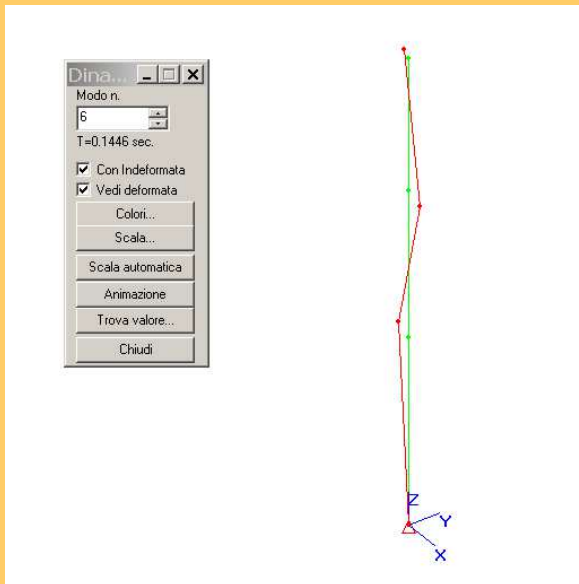 Dina...
Modo n.
6
T=0.1446 sec.
Con Indeformata
Vedi deformata
Colori...
Scala...
Scala automatica
Animazione
Trova valore...
Chiudi
Z
Y
X